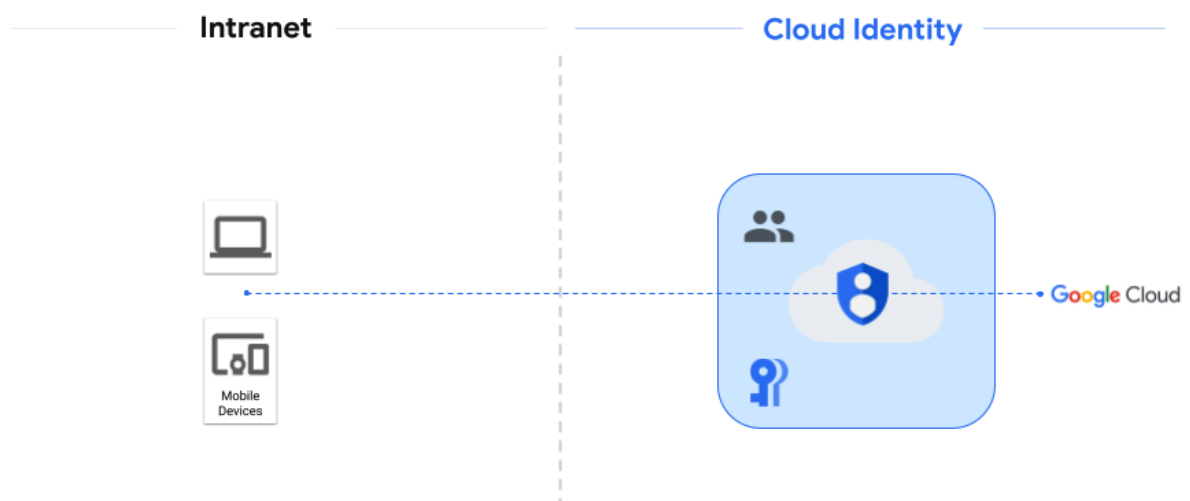 Intranet
Cloud Identity
Google Cloud
Mobile
Devices